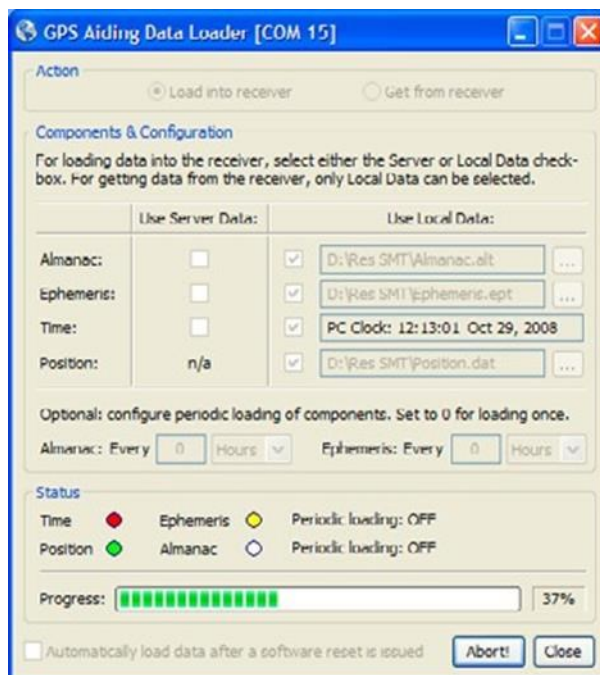 GPS Aiding Data Loader [COM 15]
Action
Load into receiver Get from receiver
Components & Configuration
For loading data into the receiver, select either the Server or Local Data check-
box. For getting data from the receiver, only Local Data can be selected.
Use Server Data: Use Local Data:
Almanac: D:\Res SMT\Almanac.alt ...
Ephemeris: D:\Res SMT\Ephemeris.ept ...
Time: PC Clock: 12:13:01 Oct 29, 2008
Position: n/a D:\Res SMT\Position.dat ...
Optional: configure periodic loading of components. Set to 0 for loading once.
Almanac: Every 0 Hours Ephemeris: Every 0 Hours
Status
Time Ephemeris Periodic loading: OFF
Position Almanac Periodic loading: OFF
Progress: 37%
Automatically load data after a software reset is issued Abort! Close